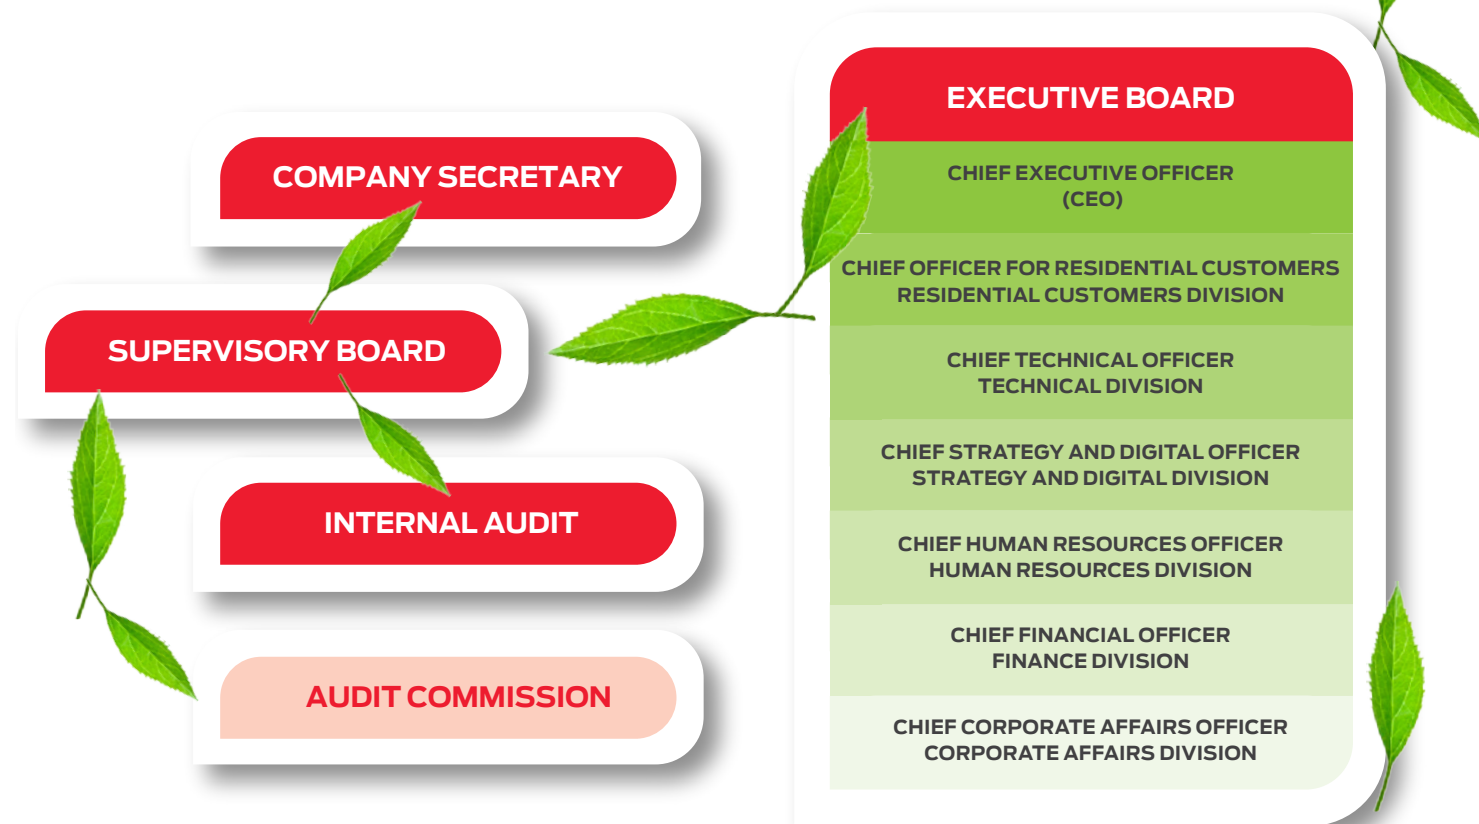 COMPANY SECRETARY
SUPERVISORY BOARD
INTERNAL AUDIT
AUDIT COMMISSION
EXECUTIVE BOARD
CHIEF EXECUTIVE OFFICER
(CEO)
CHIEF OFFICER FOR RESIDENTIAL CUSTOMERS
RESIDENTIAL CUSTOMERS DIVISION
CHIEF TECHNICAL OFFICER
TECHNICAL DIVISION
CHIEF STRATEGY AND DIGITAL OFFICER
STRATEGY AND DIGITAL DIVISION
CHIEF HUMAN RESOURCES OFFICER
HUMAN RESOURCES DIVISION
CHIEF FINANCIAL OFFICER
FINANCE DIVISION
CHIEF CORPORATE AFFAIRS OFFICER
CORPORATE AFFAIRS DIVISION